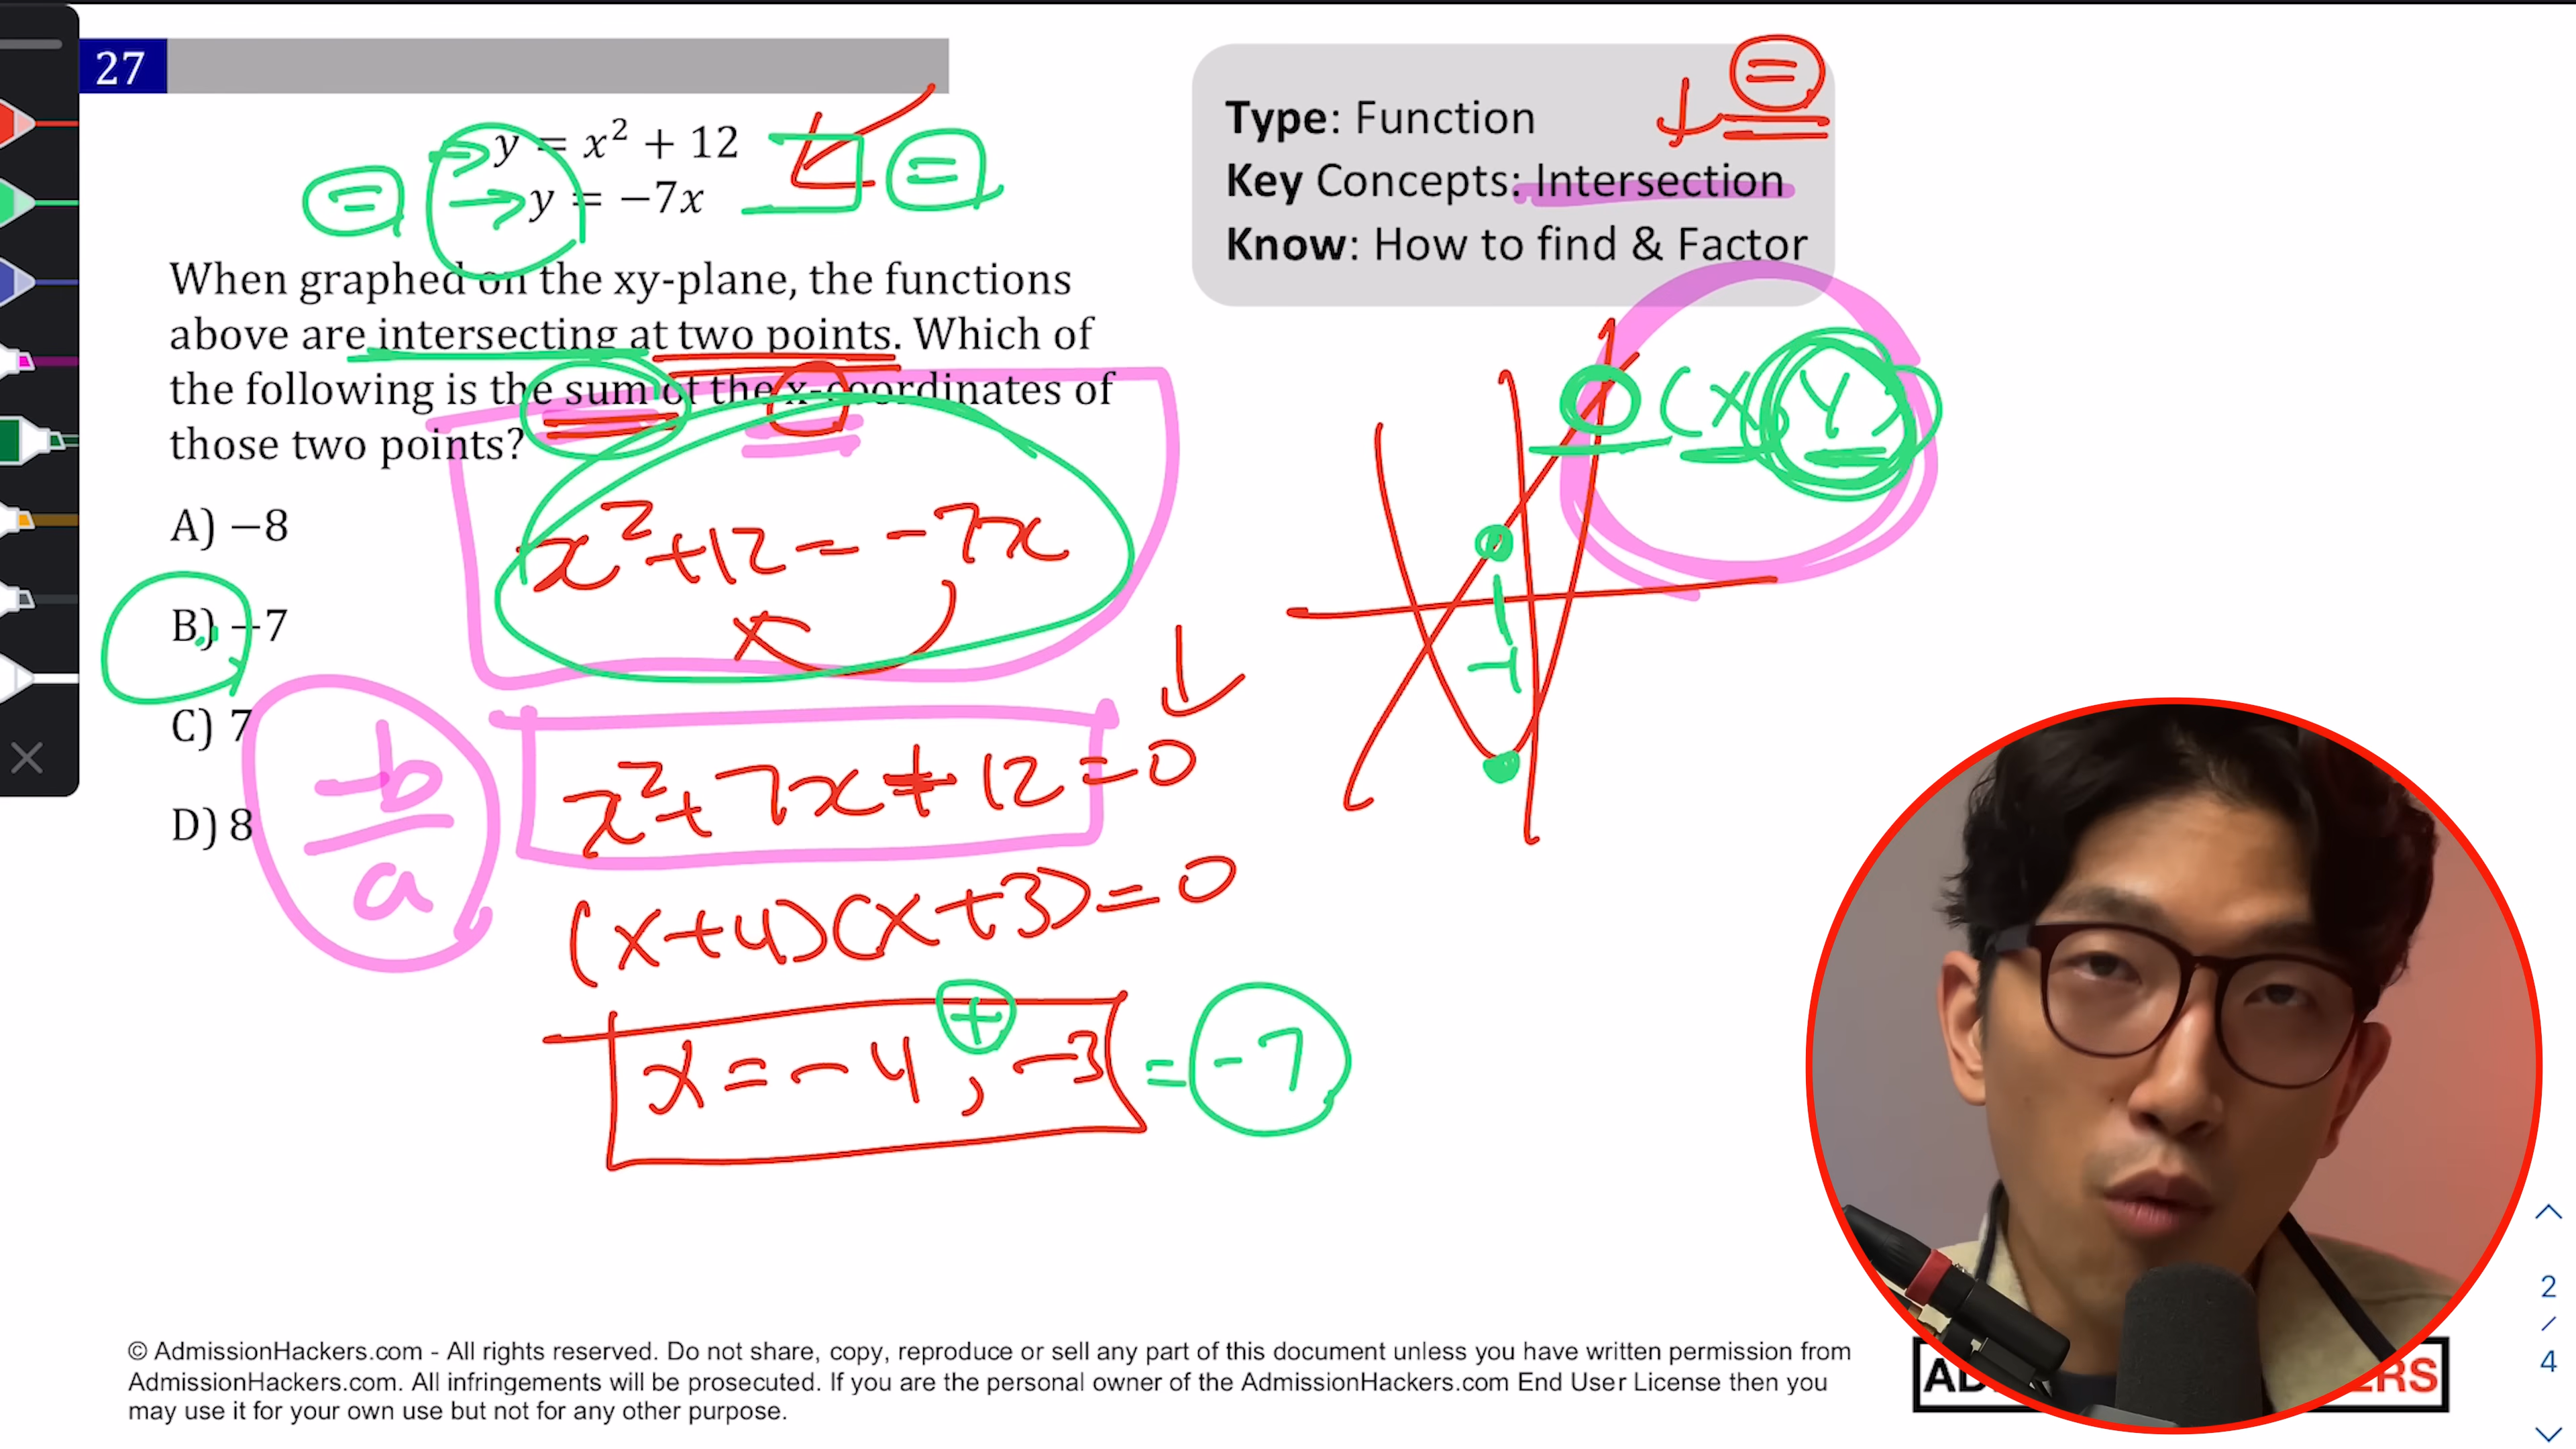 27
y = x² + 12
y = −7x
When graphed on the xy-plane, the functions
above are intersecting at two points. Which of
the following is the sum of the x-coordinates of
those two points?
A) −8
B) −7
C) 7
D) 8
Type: Function
Key Concepts: Intersection
Know: How to find & Factor
=
=
=
(x, y)
x² + 12 = −7x
x² + 7x + 12 = 0
(x+4)(x+3) = 0
x = −4, −3 = −7
+
−b
a
2
/
4
© AdmissionHackers.com - All rights reserved. Do not share, copy, reproduce or sell any part of this document unless you have written permission from
AdmissionHackers.com. All infringements will be prosecuted. If you are the personal owner of the AdmissionHackers.com End User License then you
may use it for your own use but not for any other purpose.